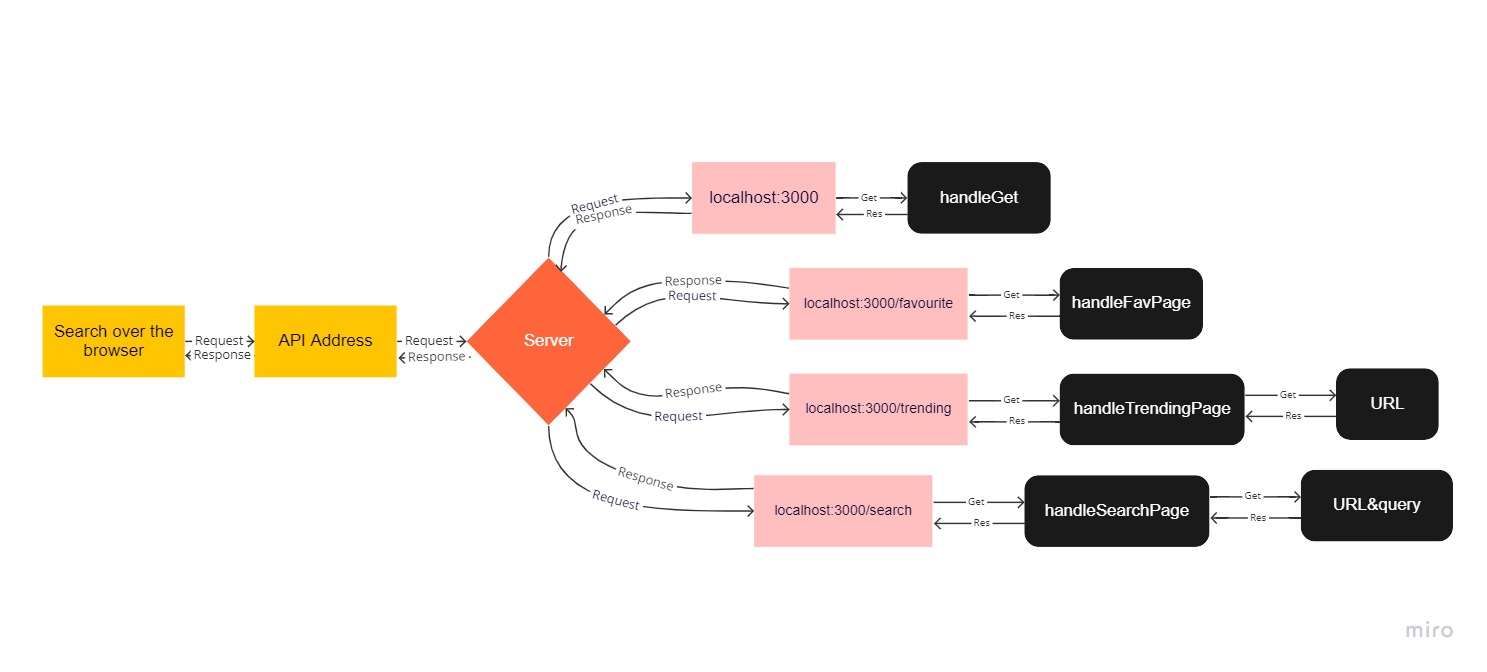 Request
Response
localhost:3000
Get
Res
handleGet
Response
Request
localhost:3000/favourite
Get
Res
handleFavPage
Search over the
browser
Request
Response
API Address
Request
Response
Server
Response
Request
localhost:3000/trending
Get
Res
handleTrendingPage
Get
Res
URL
Response
Request
localhost:3000/search
Get
Res
handleSearchPage
Get
Res
URL&query
miro